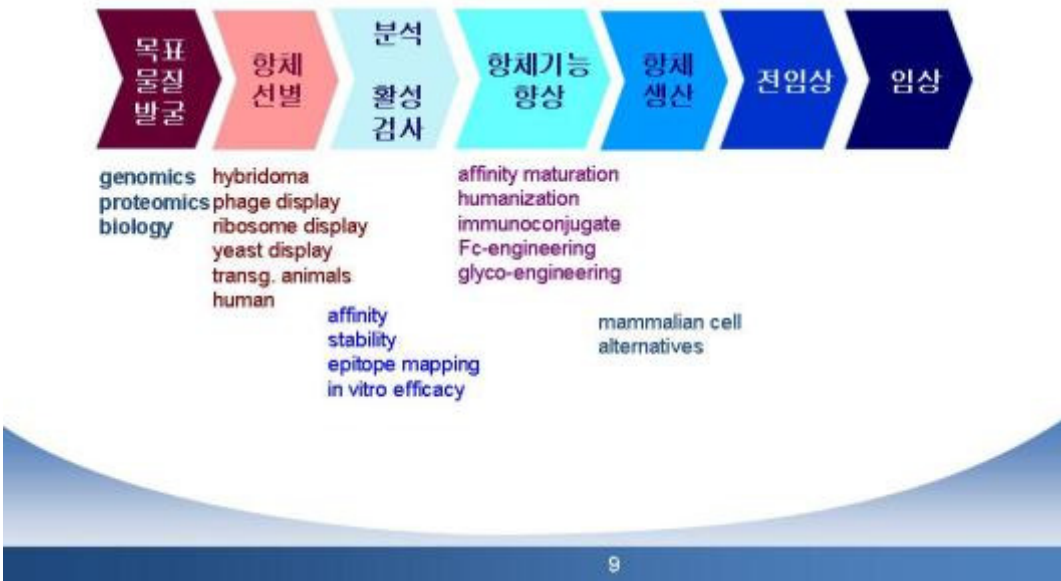 목표
물질
발굴
항체
선별
분석
활성
검사
항체기능
향상
항체
생산
전임상
임상
genomics
proteomics
biology
hybridoma
phage display
ribosome display
yeast display
transg. animals
human
affinity
stability
epitope mapping
in vitro efficacy
affinity maturation
humanization
immunoconjugate
Fc-engineering
glyco-engineering
mammalian cell
alternatives
9